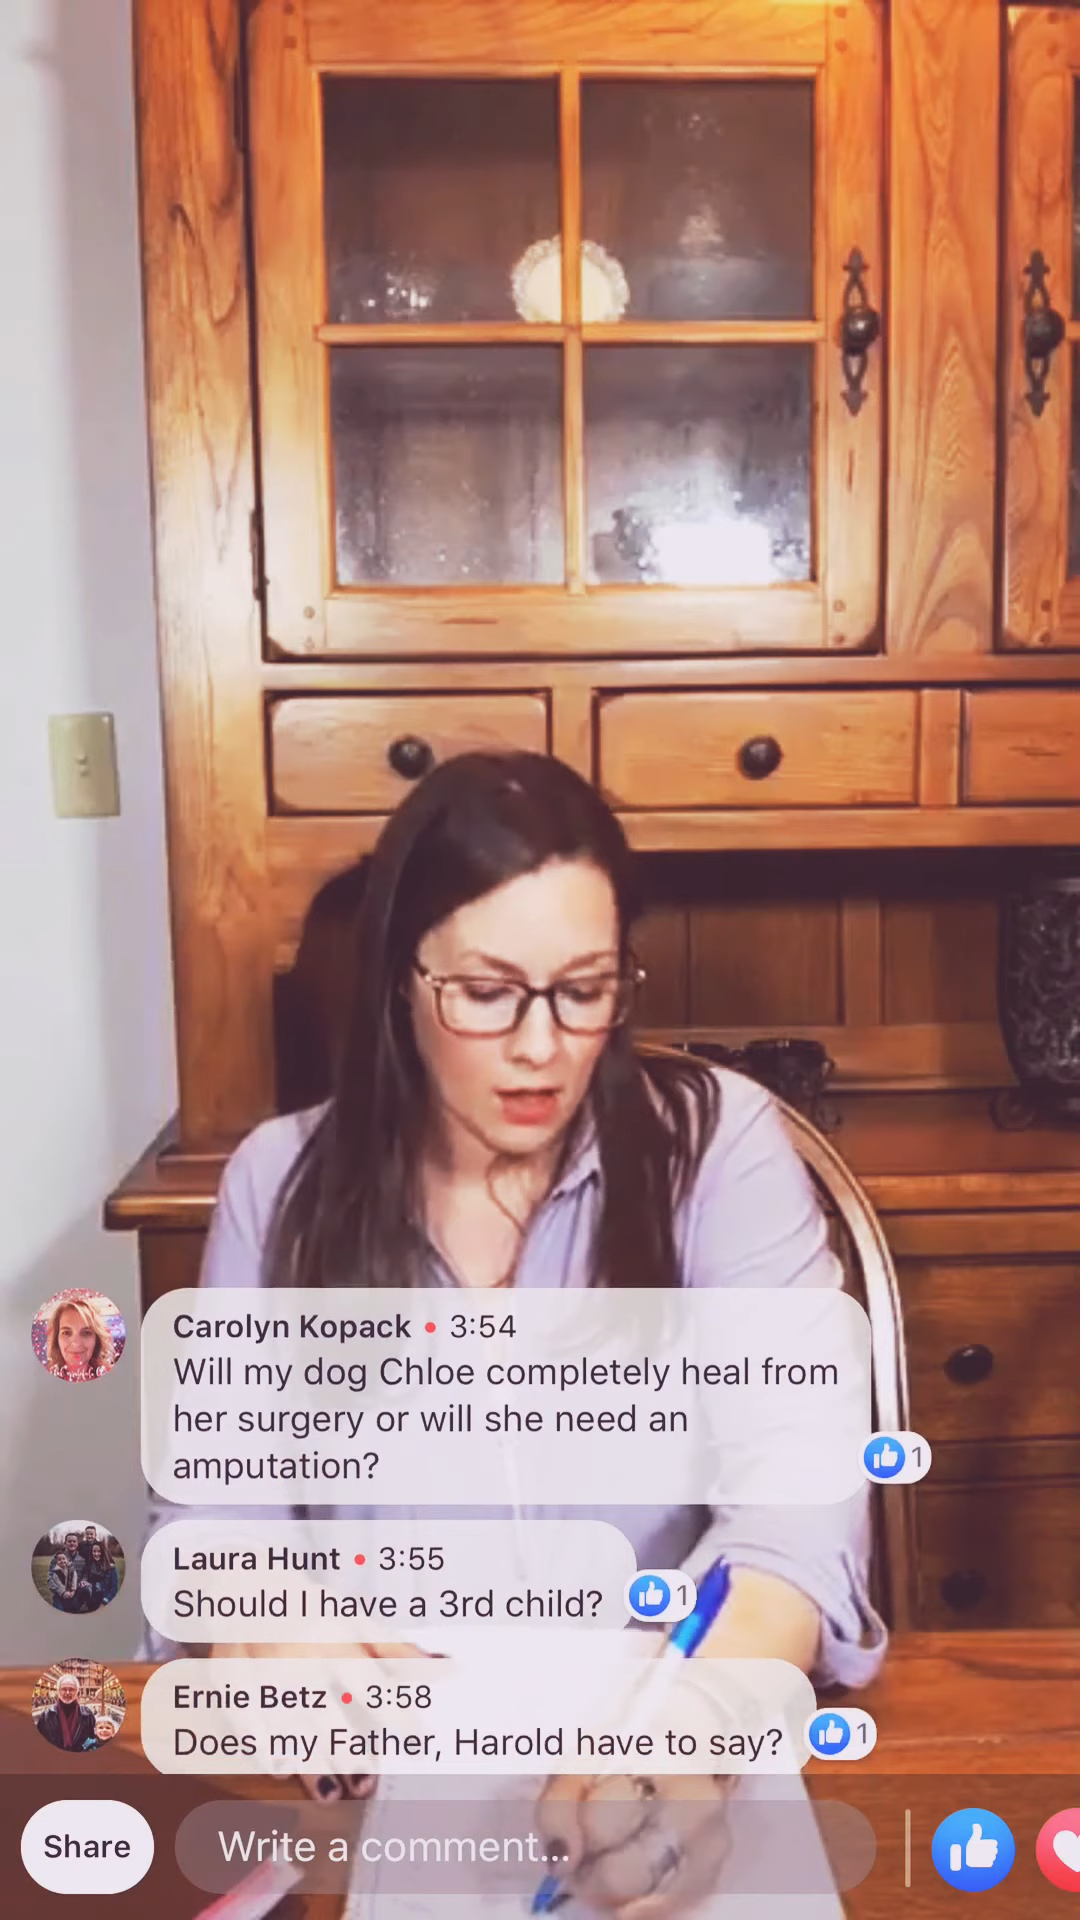 Carolyn Kopack • 3:54
Will my dog Chloe completely heal from
her surgery or will she need an
amputation?
1
Laura Hunt • 3:55
Should I have a 3rd child?
1
Ernie Betz • 3:58
Does my Father, Harold have to say?
1
Share
Write a comment...